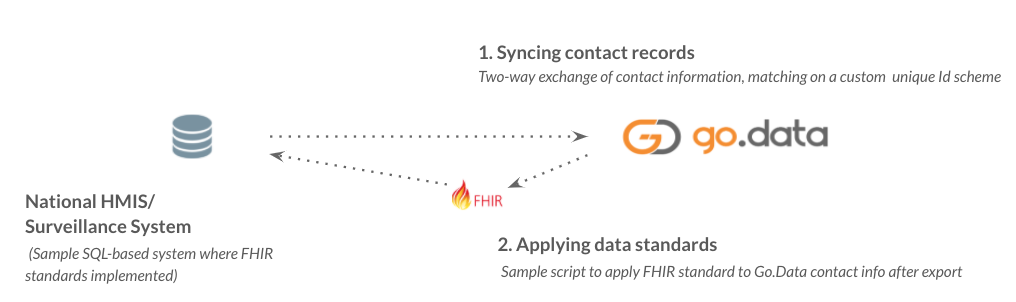 1. Syncing contact records
Two-way exchange of contact information, matching on a custom unique Id scheme
go.data
FHIR
National HMIS/
Surveillance System
(Sample SQL-based system where FHIR
standards implemented)
2. Applying data standards
Sample script to apply FHIR standard to Go.Data contact info after export